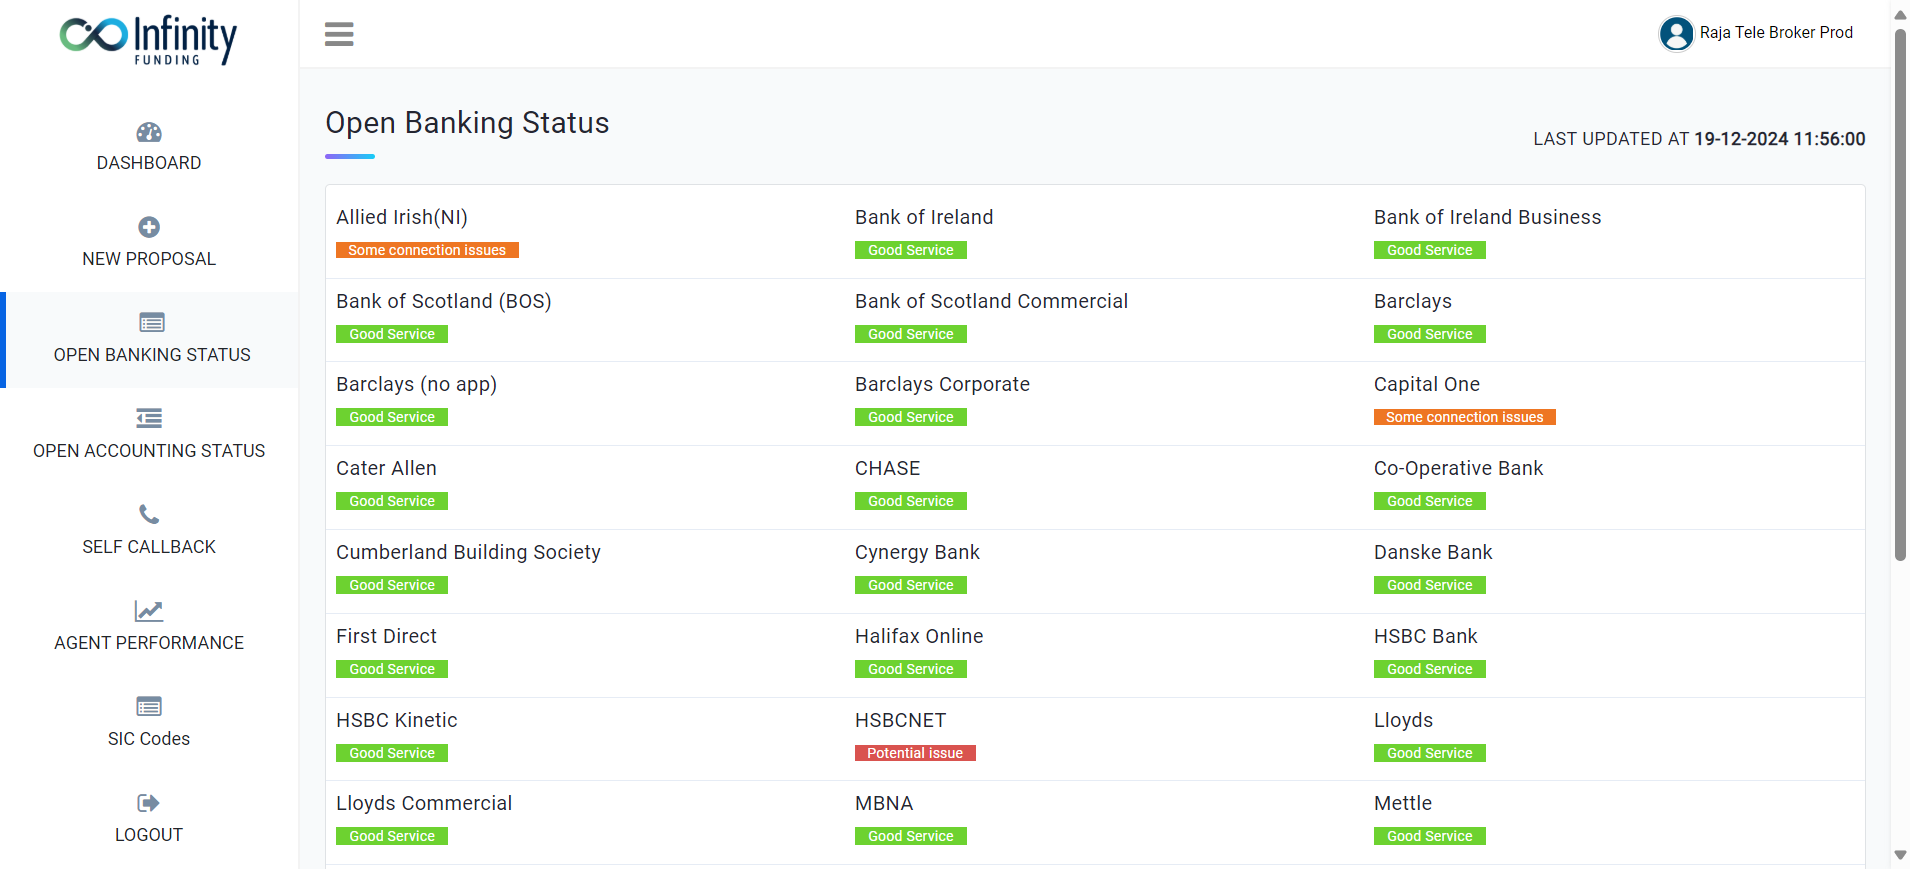 Infinity
FUNDING
Raja Tele Broker Prod
DASHBOARD
NEW PROPOSAL
OPEN BANKING STATUS
OPEN ACCOUNTING STATUS
SELF CALLBACK
AGENT PERFORMANCE
SIC Codes
LOGOUT
Open Banking Status
LAST UPDATED AT 19-12-2024 11:56:00
Allied Irish(NI)
Some connection issues
Bank of Ireland
Good Service
Bank of Ireland Business
Good Service
Bank of Scotland (BOS)
Good Service
Bank of Scotland Commercial
Good Service
Barclays
Good Service
Barclays (no app)
Good Service
Barclays Corporate
Good Service
Capital One
Some connection issues
Cater Allen
Good Service
CHASE
Good Service
Co-Operative Bank
Good Service
Cumberland Building Society
Good Service
Cynergy Bank
Good Service
Danske Bank
Good Service
First Direct
Good Service
Halifax Online
Good Service
HSBC Bank
Good Service
HSBC Kinetic
Good Service
HSBCNET
Potential issue
Lloyds
Good Service
Lloyds Commercial
Good Service
MBNA
Good Service
Mettle
Good Service